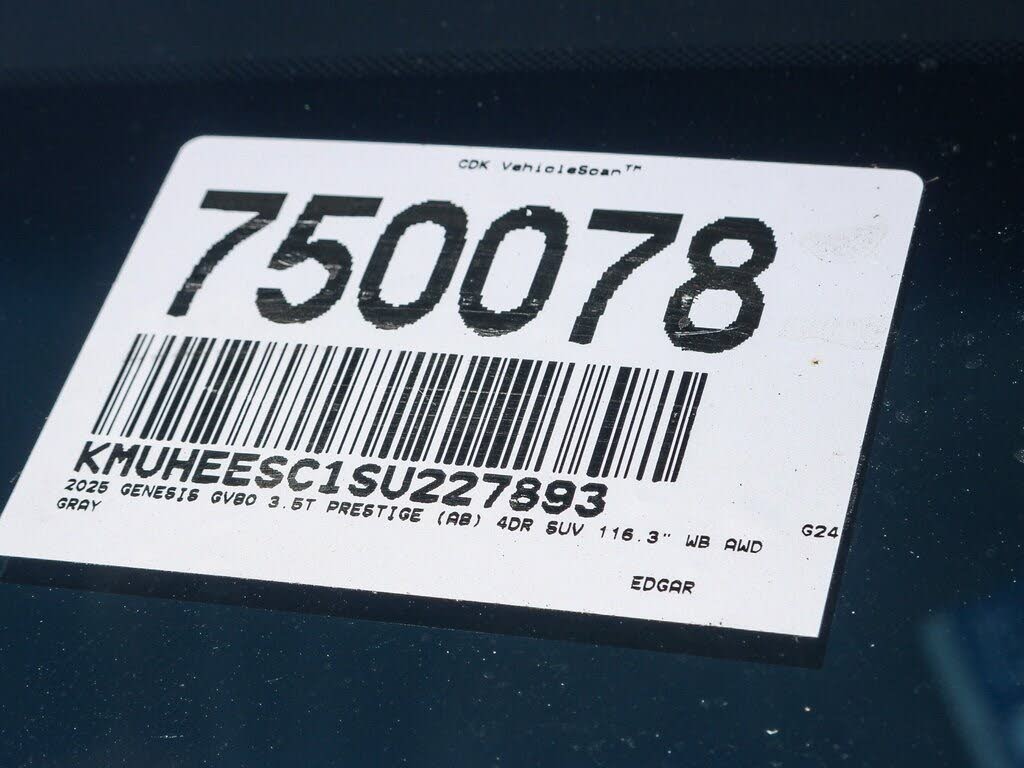 CDK VehicleScan™
750078
KMUHEESC1SU227893
2025 GENESIS GV80 3.5T PRESTIGE (A8) 4DR SUV 116.3" WB AWD G24
GRAY
EDGAR